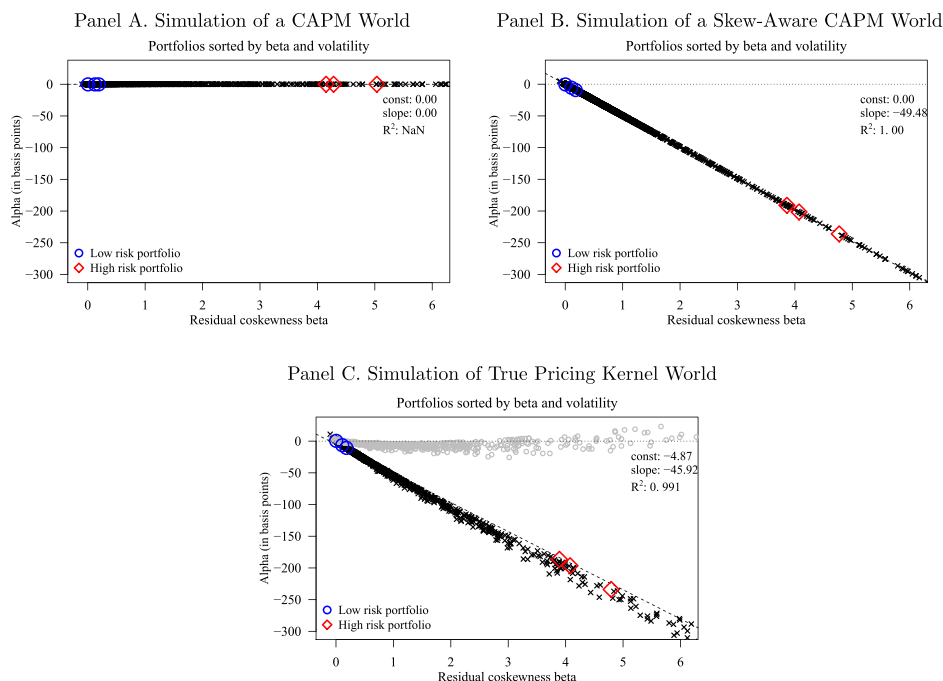 Panel A. Simulation of a CAPM World
Portfolios sorted by beta and volatility
Alpha (in basis points)
0
−50
−100
−150
−200
−250
−300
const: 0.00
slope: 0.00
R²: NaN
Low risk portfolio
High risk portfolio
0 1 2 3 4 5 6
Residual coskewness beta
Panel B. Simulation of a Skew-Aware CAPM World
Portfolios sorted by beta and volatility
Alpha (in basis points)
0
−50
−100
−150
−200
−250
−300
const: 0.00
slope: −49.48
R²: 1. 00
Low risk portfolio
High risk portfolio
0 1 2 3 4 5 6
Residual coskewness beta
Panel C. Simulation of True Pricing Kernel World
Portfolios sorted by beta and volatility
Alpha (in basis points)
0
−50
−100
−150
−200
−250
−300
const: −4.87
slope: −45.92
R²: 0. 991
Low risk portfolio
High risk portfolio
0 1 2 3 4 5 6
Residual coskewness beta